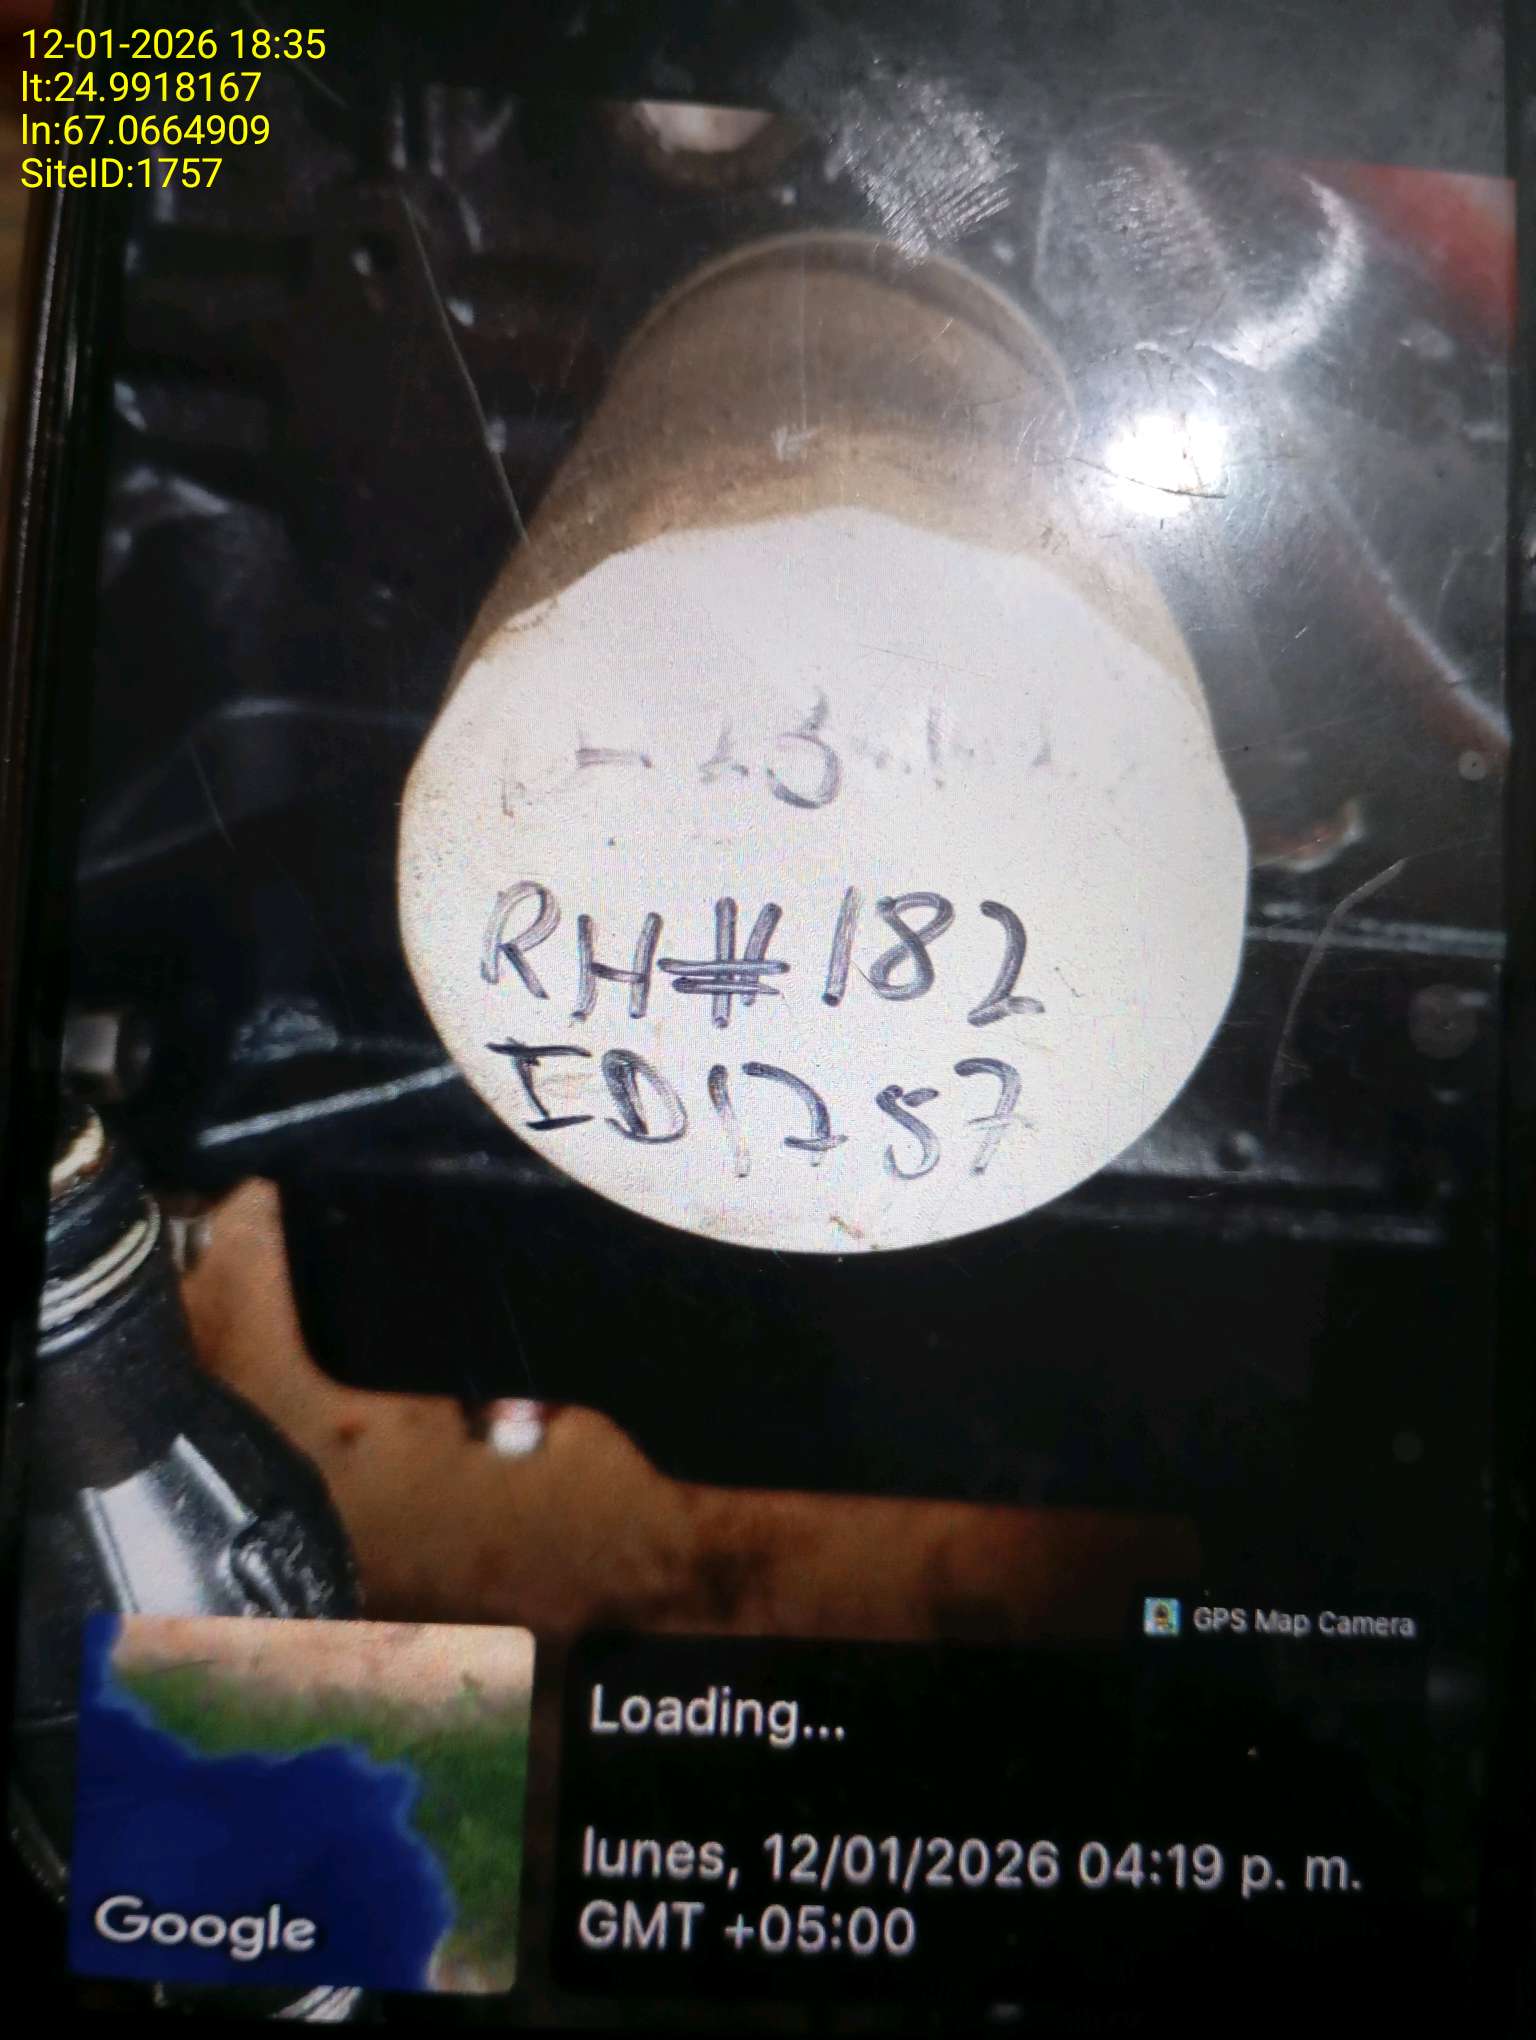 12-01-2026 18:35
lt:24.9918167
ln:67.0664909
SiteID:1757
RH#182
ID1757
GPS Map Camera
Loading...
lunes, 12/01/2026 04:19 p. m.
GMT +05:00
Google